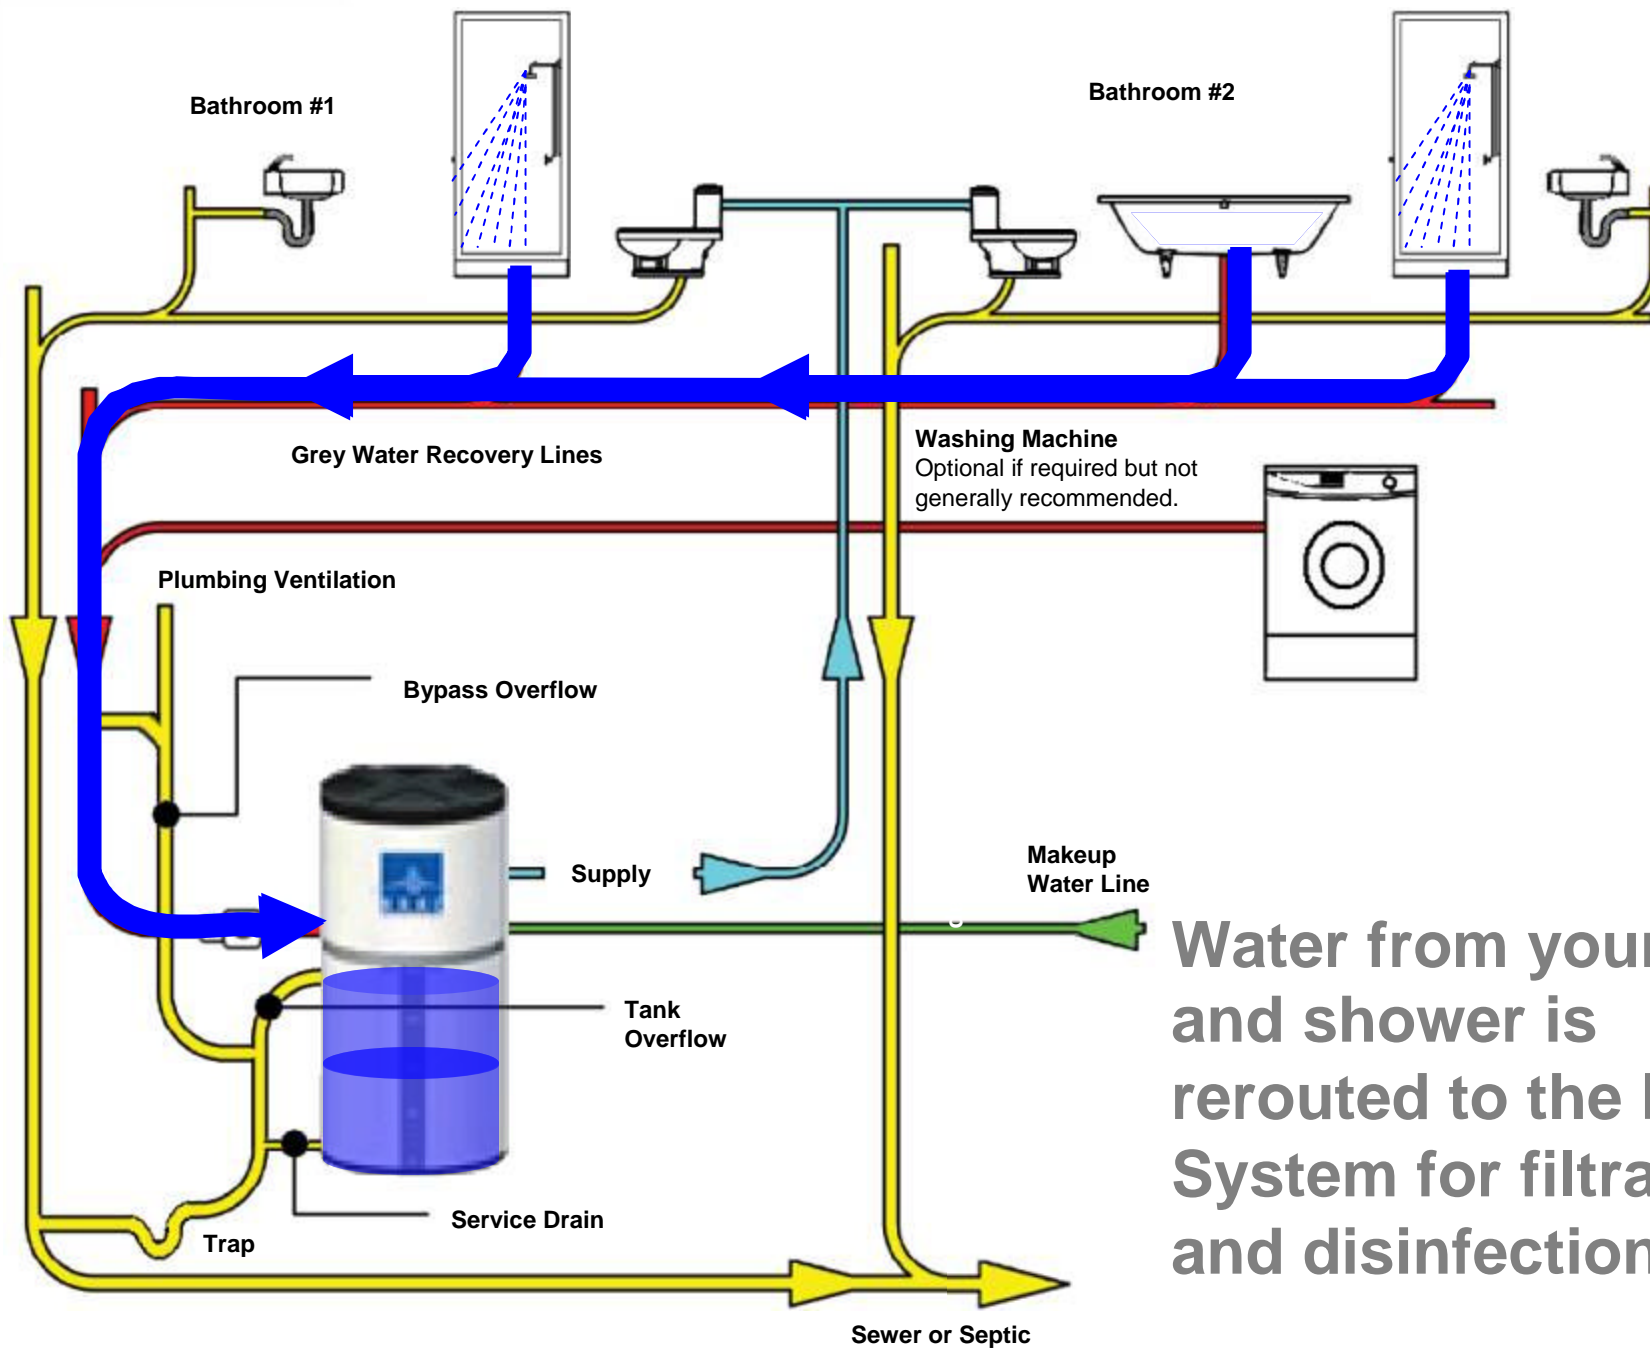 Bathroom #1
Bathroom #2
Grey Water Recovery Lines
Washing Machine
Optional if required but not
generally recommended.
Plumbing Ventilation
Bypass Overflow
Supply
Makeup
Water Line
Tank
Overflow
Service Drain
Trap
Sewer or Septic
Water from your
and shower is
rerouted to the
System for
and disinfection